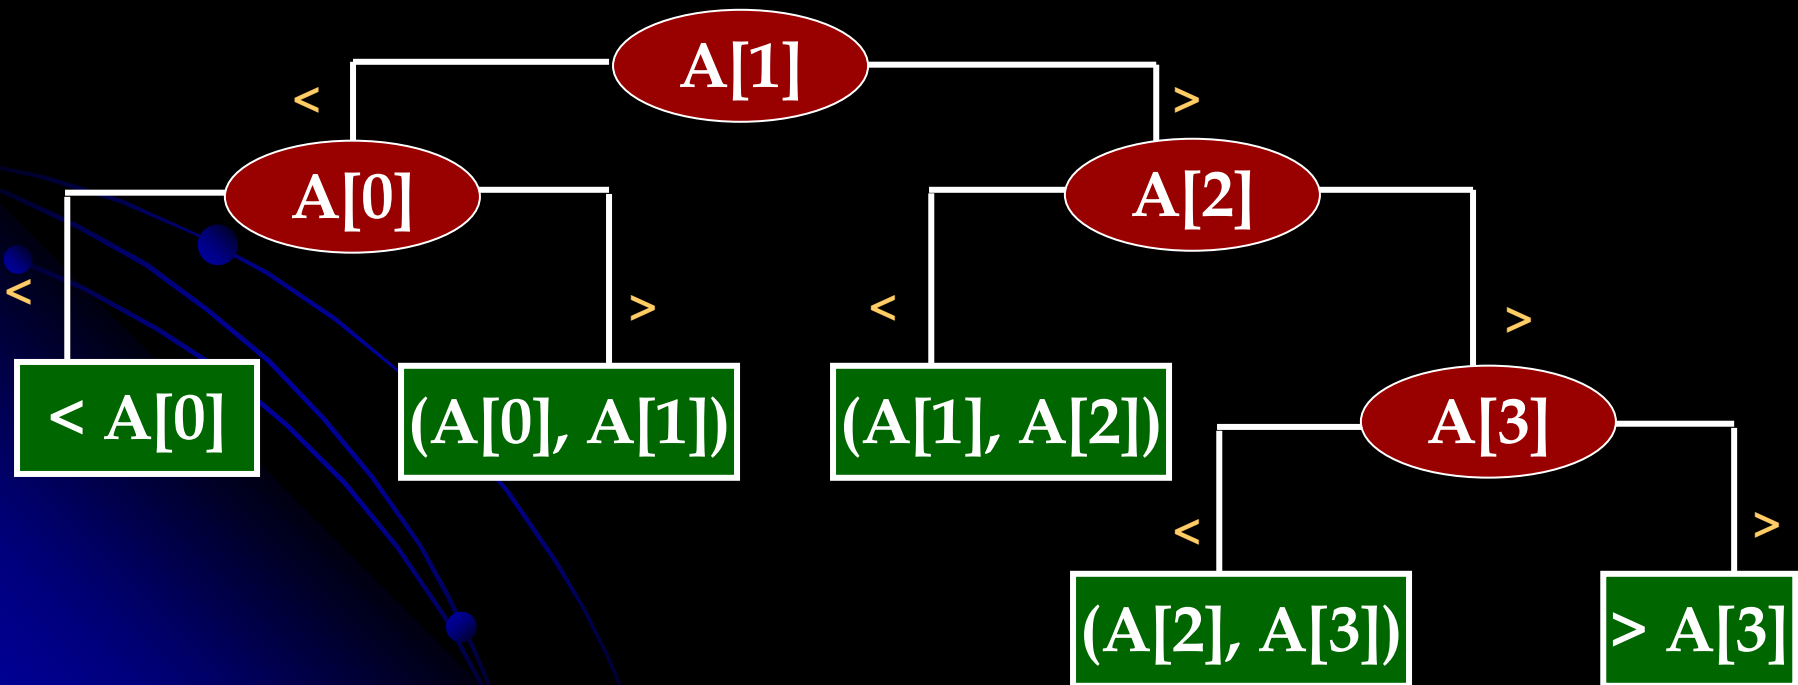 A[1]
<
>
A[0]
A[2]
<
>
<
>
< A[0]
(A[0], A[1])
(A[1], A[2])
A[3]
<
>
(A[2], A[3])
> A[3]